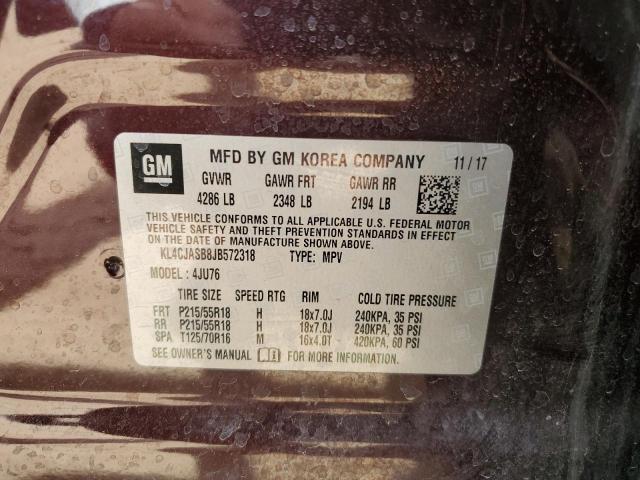 GM MFD BY GM KOREA COMPANY 11/17
GVWR GAWR FRT GAWR RR
4286 LB 2348 LB 2194 LB
THIS VEHICLE CONFORMS TO ALL APPLICABLE U.S. FEDERAL MOTOR
VEHICLE SAFETY AND THEFT PREVENTION STANDARDS IN EFFECT
ON THE DATE OF MANUFACTURE SHOWN ABOVE.
KL4CJASB8JB572318 TYPE: MPV
MODEL : 4JU76
TIRE SIZE SPEED RTG RIM COLD TIRE PRESSURE
FRT P215/55R18 H 18x7.0J 240KPA, 35 PSI
RR P215/55R18 H 18x7.0J 240KPA, 35 PSI
SPA T125/70R16 M 16x4.0T 420KPA, 60 PSI
SEE OWNER'S MANUAL FOR MORE INFORMATION